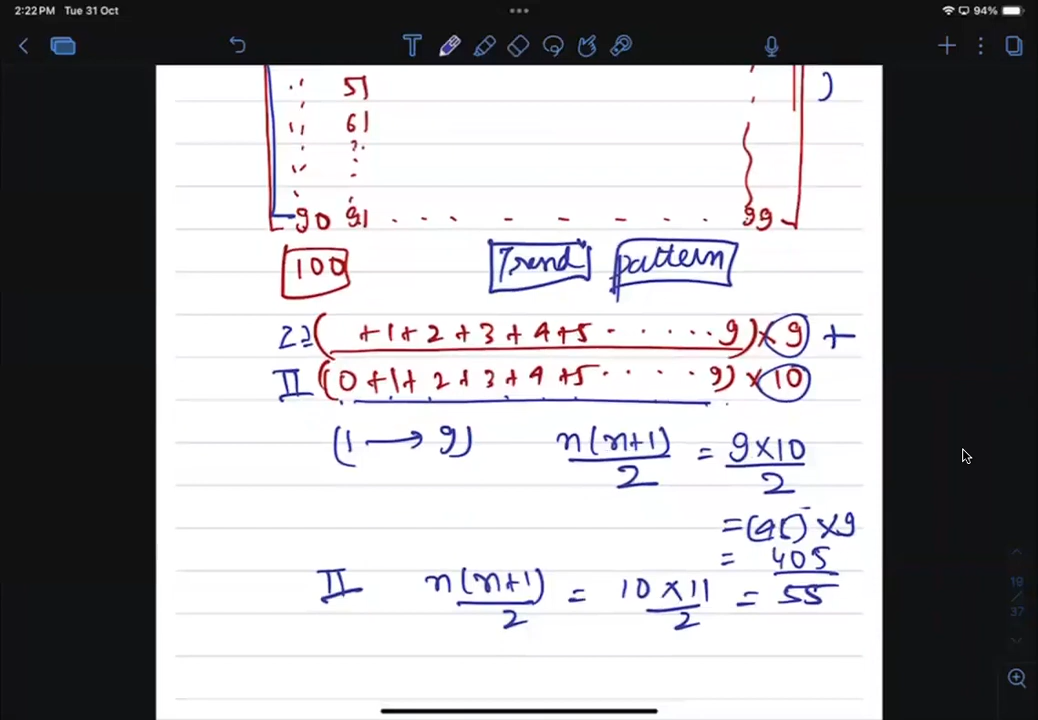 2:22 PM Tue 31 Oct 94%
51
61
90 91 . . . - - - - . . 99
100 Trend pattern
( +1+2+3+4+5 - . . . . . . 9) × 9 +
II (0+1+2+3+4+5 . . . . . . 9) × 10
(1 → 9) n(n+1)/2 = 9×10/2
= (45) × 9
= 405
II n(n+1)/2 = 10×11/2 = 55
19
37